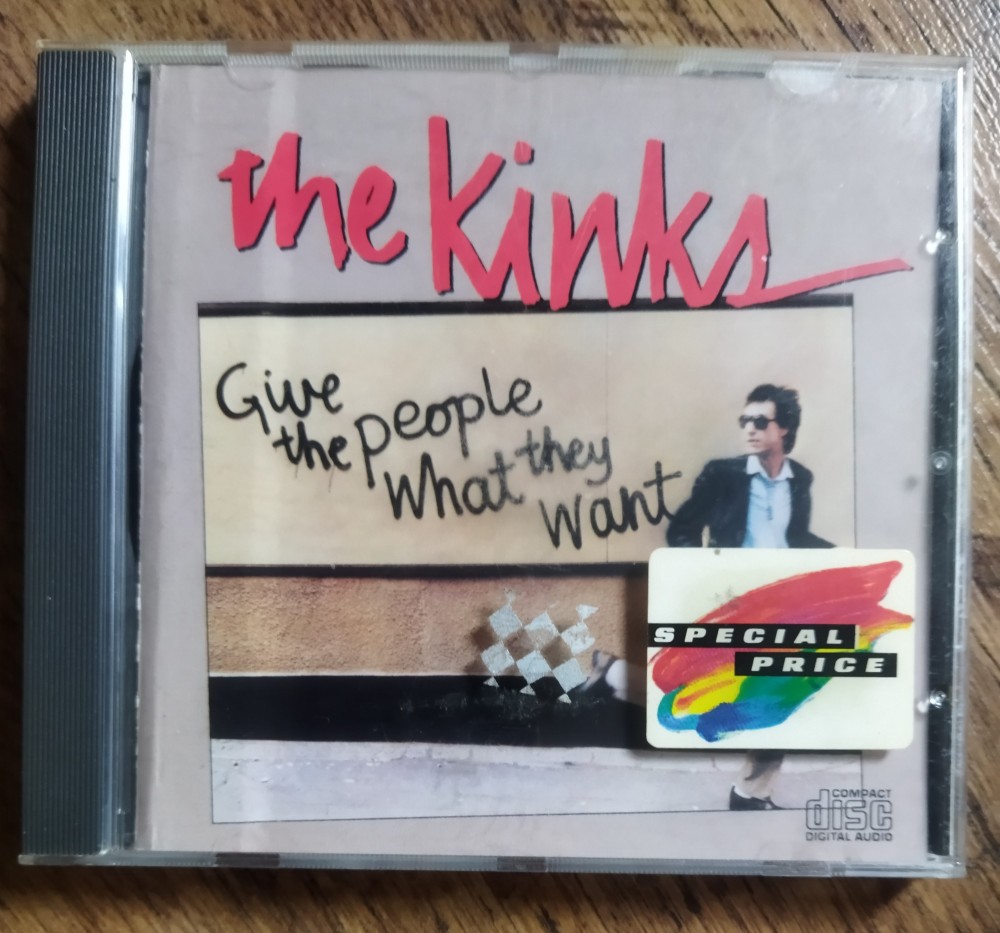 the kinks
Give
the people
What they
want
SPECIAL
PRICE
COMPACT
disc
DIGITAL AUDIO